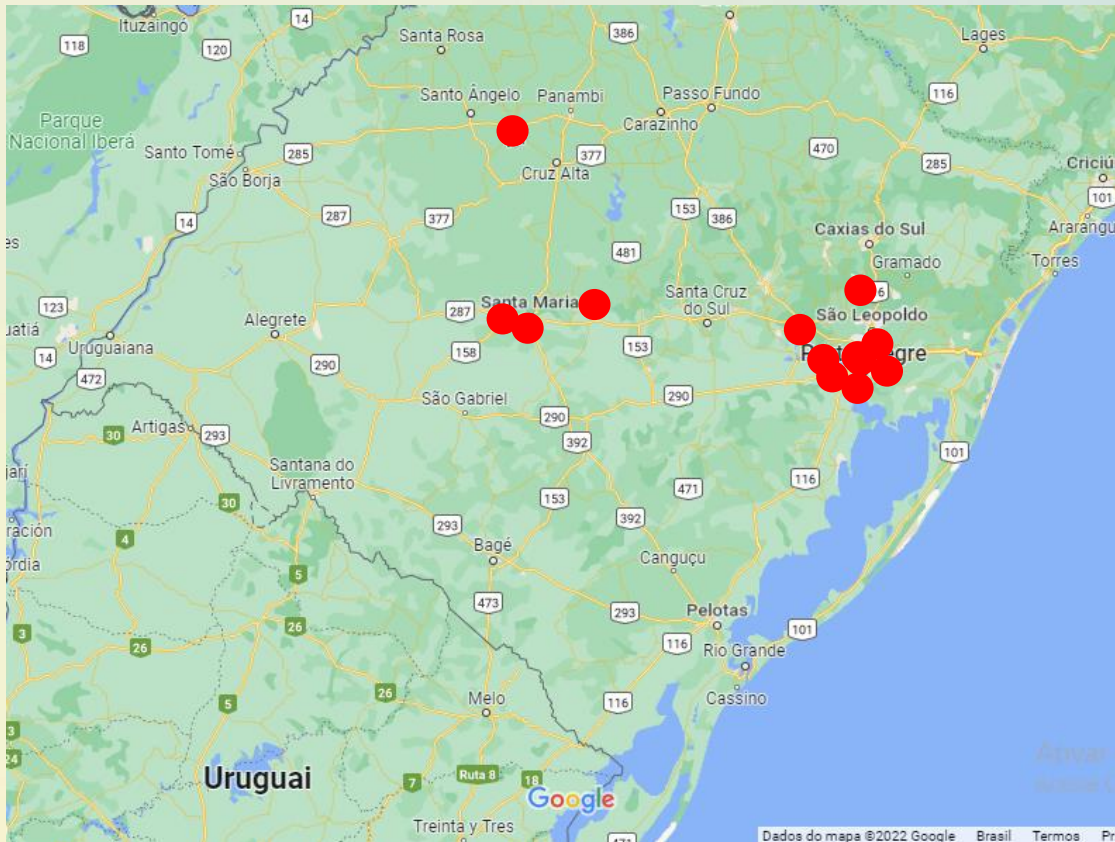 Ituzaingó
14
386
Lages
118
120
Santa Rosa
116
Santo Ângelo
Panambi
Passo Fundo
Carazinho
Parque
Nacional Iberá
Santo Tomé
285
377
470
285
Cruz Alta
São Borja
Criciú
101
14
287
377
153
386
Ararangu
Caxias do Sul
481
Gramado
Torres
123
287
Santa Maria
Santa Cruz
do Sul
São Leopoldo
Alegrete
Uruguaiana
14
158
153
472
290
290
São Gabriel
290
Artigas
293
30
392
101
Santana do
Livramento
153
471
116
30
293
392
4
Bagé
Canguçu
5
473
293
Pelotas
3
26
26
116
101
Rio Grande
5
26
Melo
116
Cassino
3
24
Uruguai
7
Ruta 8
18
Google
Treinta y Tres
471
Dados do mapa ©2022 Google Brasil Termos